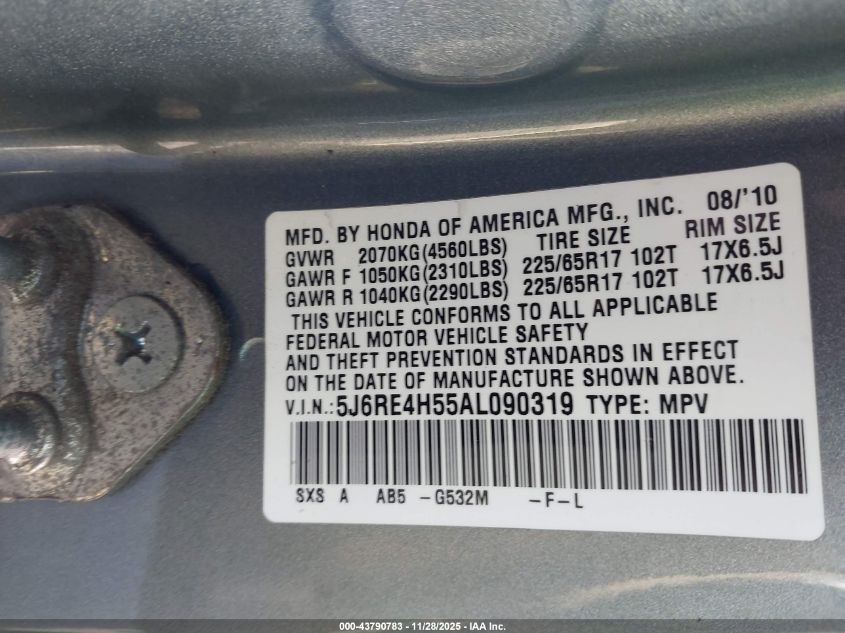 MFD. BY HONDA OF AMERICA MFG., INC. 08/'10
GVWR 2070KG(4560LBS) TIRE SIZE RIM SIZE
GAWR F 1050KG(2310LBS) 225/65R17 102T 17X6.5J
GAWR R 1040KG(2290LBS) 225/65R17 102T 17X6.5J
THIS VEHICLE CONFORMS TO ALL APPLICABLE
FEDERAL MOTOR VEHICLE SAFETY
AND THEFT PREVENTION STANDARDS IN EFFECT
ON THE DATE OF MANUFACTURE SHOWN ABOVE.
V.I.N.:5J6RE4H55AL090319 TYPE: MPV
SXS A AB5 -G532M -F-L
000-43790783 - 11/28/2025 - IAA Inc.